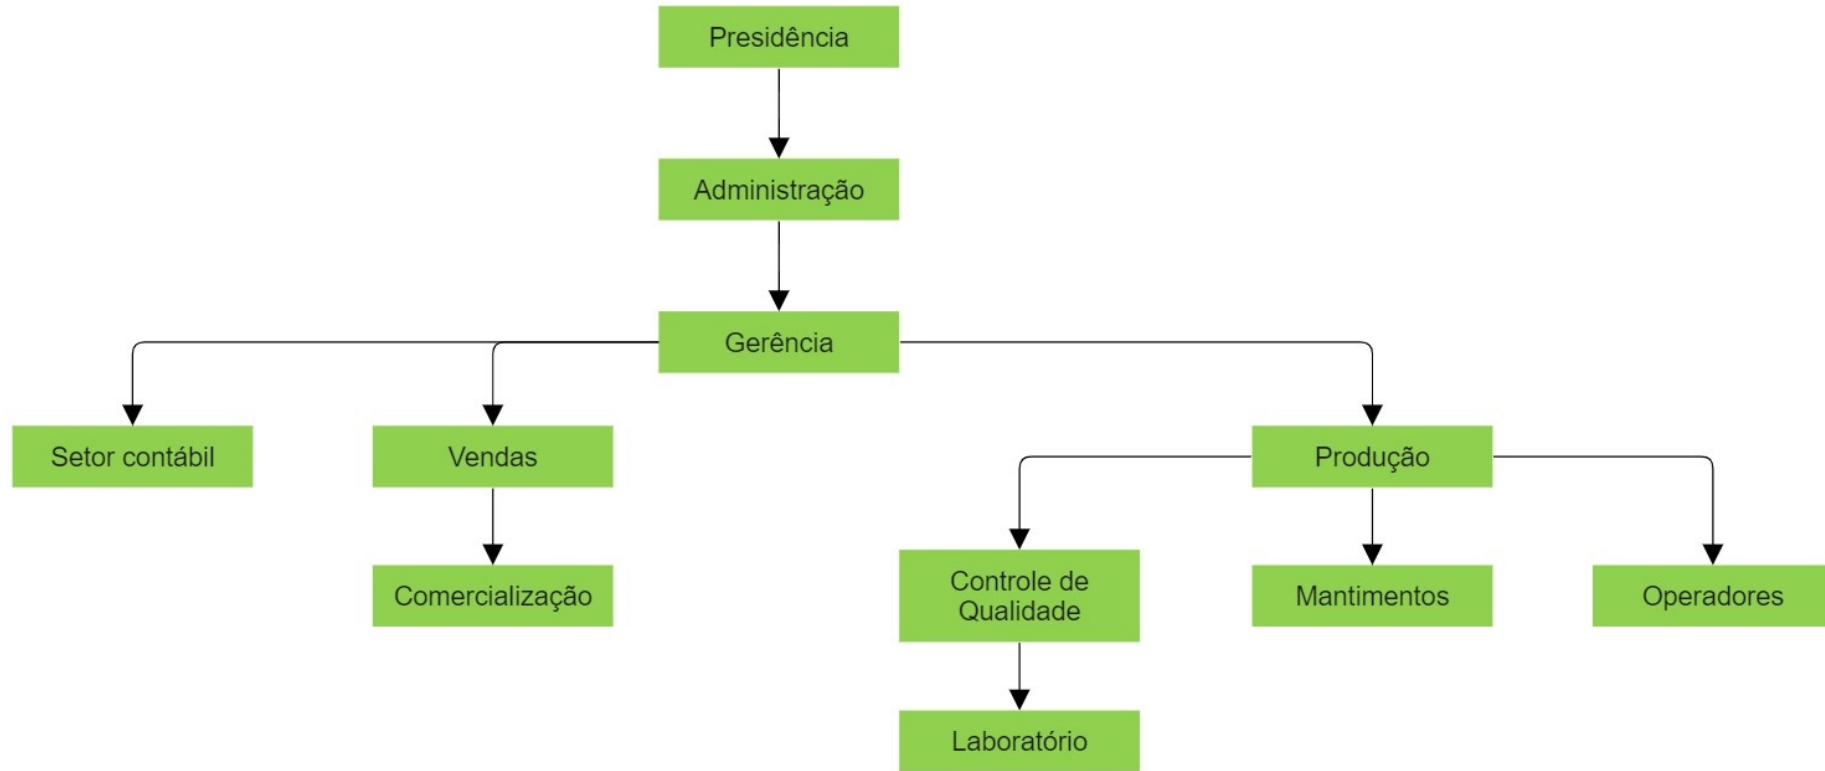 Presidência
Administração
Gerência
Setor contábil
Vendas
Produção
Comercialização
Controle de
Qualidade
Mantimentos
Operadores
Laboratório